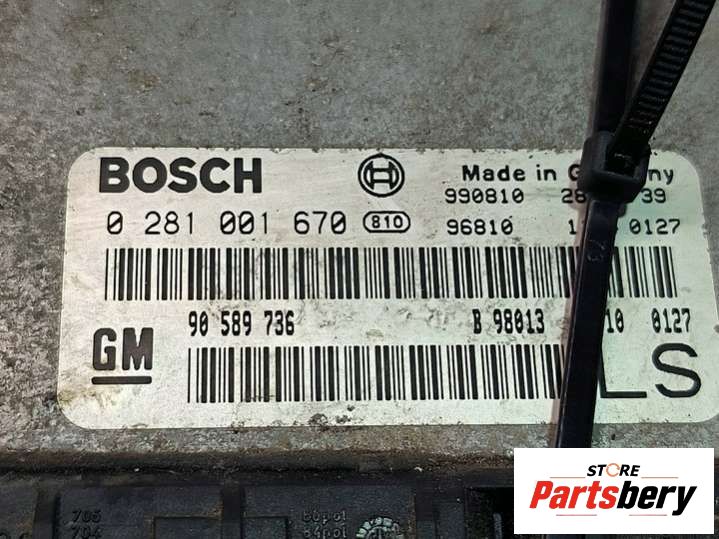 BOSCH
Made in G ny
990810 28 39
0 281 001 670 810
96810 1 0127
GM
90 589 736 B 98013 10 0127
LS
STORE
Partsbery